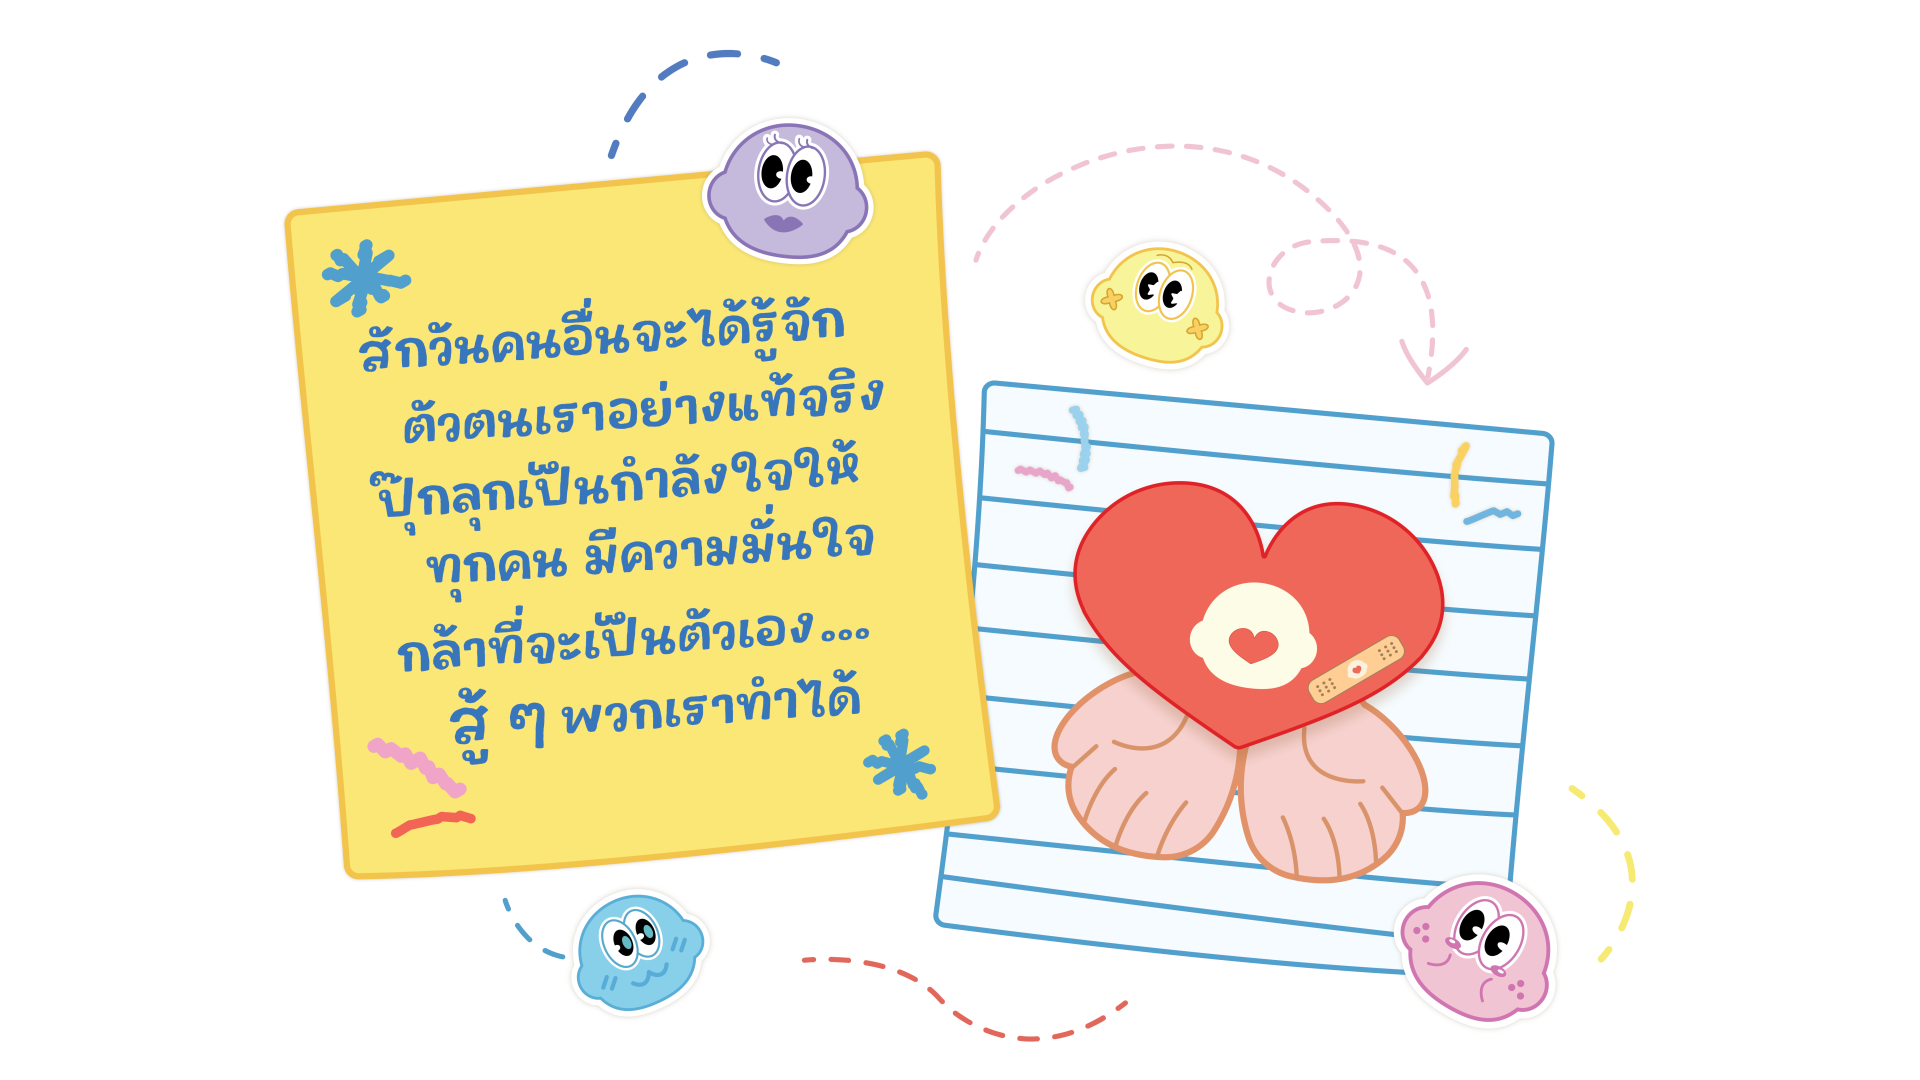 สักวันคนอื่นจะได้รู้จัก
ตัวตนเราอย่างแท้จริง
ปุ๊กลุกเป็นกำลังใจให้
ทุกคน มีความมั่นใจ
กล้าที่จะเป็นตัวเอง...
สู้ ๆ พวกเราทำได้